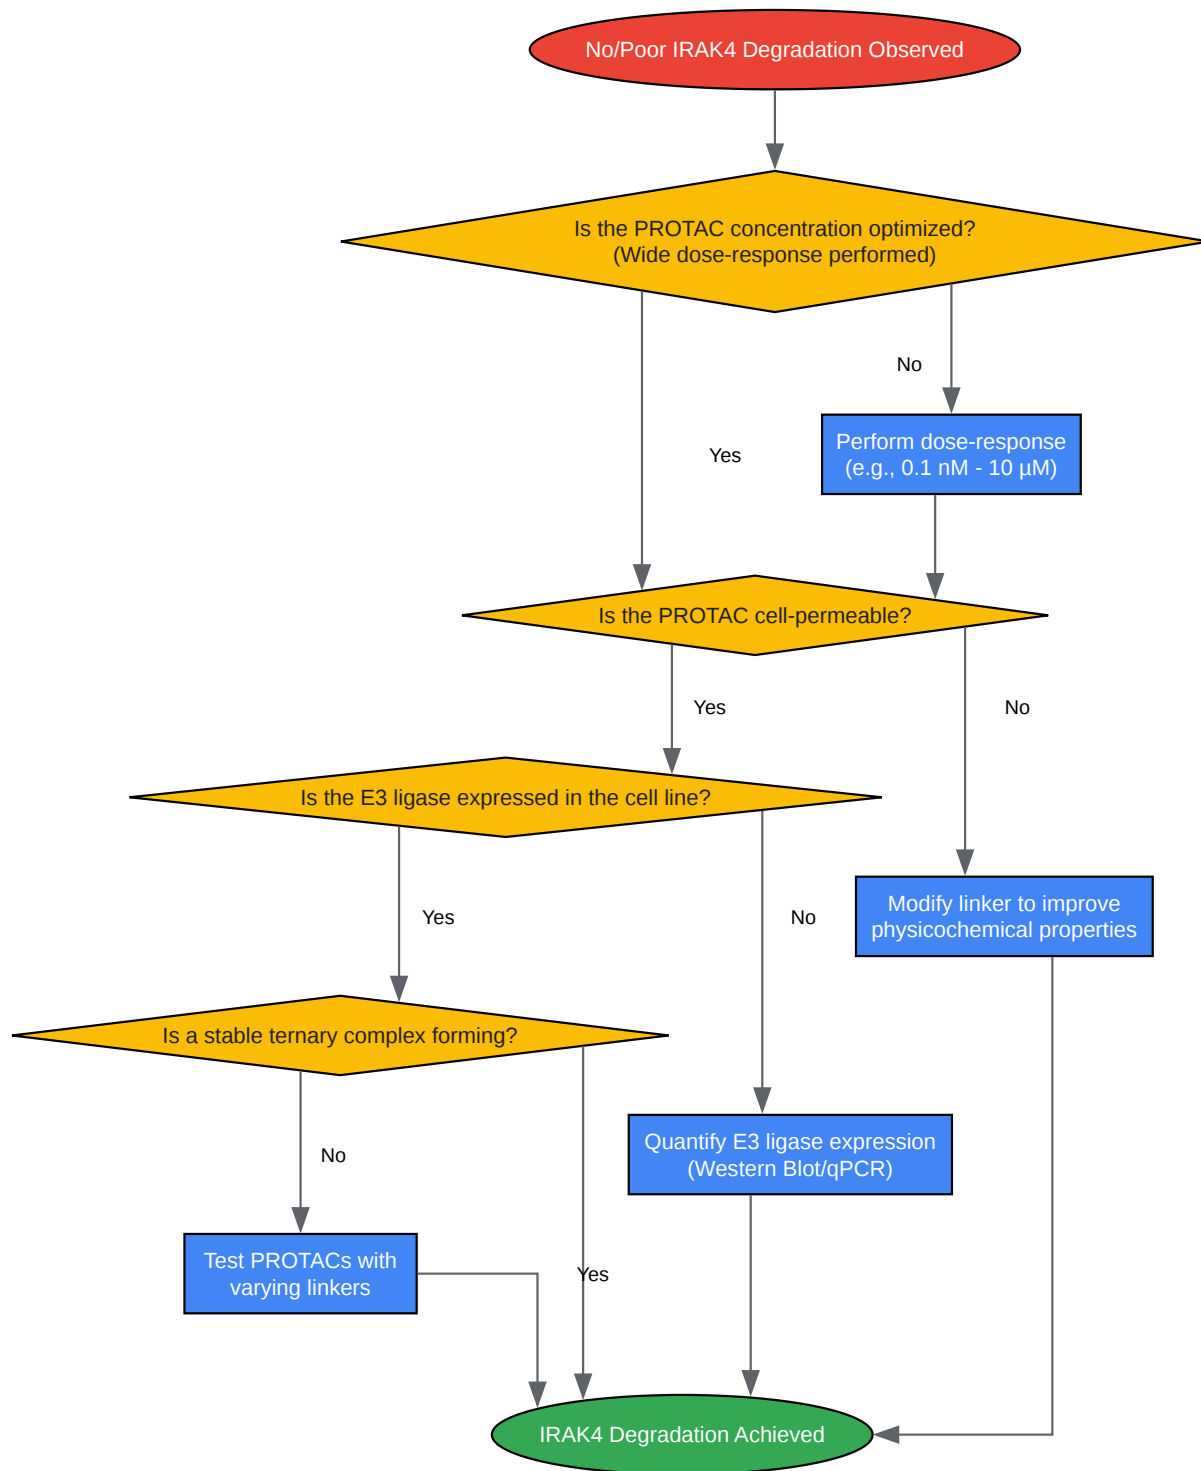 No/Poor IRAK4 Degradation Observed
Is the PROTAC concentration optimized?
(Wide dose-response performed)
No
Perform dose-response
(e.g., 0.1 nM - 10 µM)
Yes
Is the PROTAC cell-permeable?
Yes
No
Is the E3 ligase expressed in the cell line?
Modify linker to improve
physicochemical properties
Yes
No
Is a stable ternary complex forming?
Quantify E3 ligase expression
(Western Blot/qPCR)
No
Test PROTACs with
varying linkers
Yes
IRAK4 Degradation Achieved